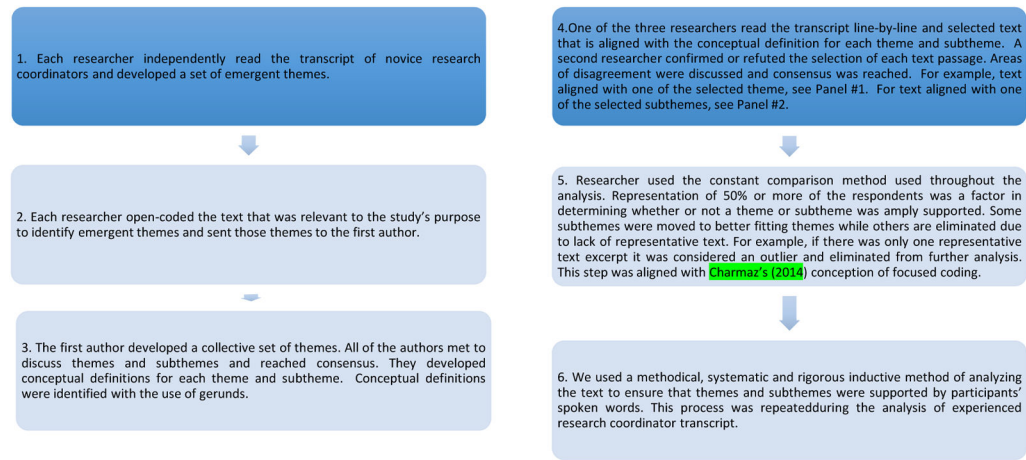 1. Each researcher independently read the transcript of novice research
coordinators and developed a set of emergent themes.
2. Each researcher open-coded the text that was relevant to the study's purpose
to identify emergent themes and sent those themes to the first author.
3. The first author developed a collective set of themes. All of the authors met to
discuss themes and subthemes and reached consensus. They developed
conceptual definitions for each theme and subtheme. Conceptual definitions
were identified with the use of gerunds.
4.One of the three researchers read the transcript line-by-line and selected text
that is aligned with the conceptual definition for each theme and subtheme. A
second researcher confirmed or refuted the selection of each text passage. Areas
of disagreement were discussed and consensus was reached. For example, text
aligned with one of the selected theme, see Panel #1. For text aligned with one
of the selected subthemes, see Panel #2.
5. Researcher used the constant comparison method used throughout the
analysis. Representation of 50% or more of the respondents was a factor in
determining whether or not a theme or subtheme was amply supported. Some
subthemes were moved to better fitting themes while others are eliminated due
to lack of representative text. For example, if there was only one representative
text excerpt it was considered an outlier and eliminated from further analysis.
This step was aligned with Charmaz's (2014) conception of focused coding.
6. We used a methodical, systematic and rigorous inductive method of analyzing
the text to ensure that themes and subthemes were supported by participants'
spoken words. This process was repeatedduring the analysis of experienced
research coordinator transcript.